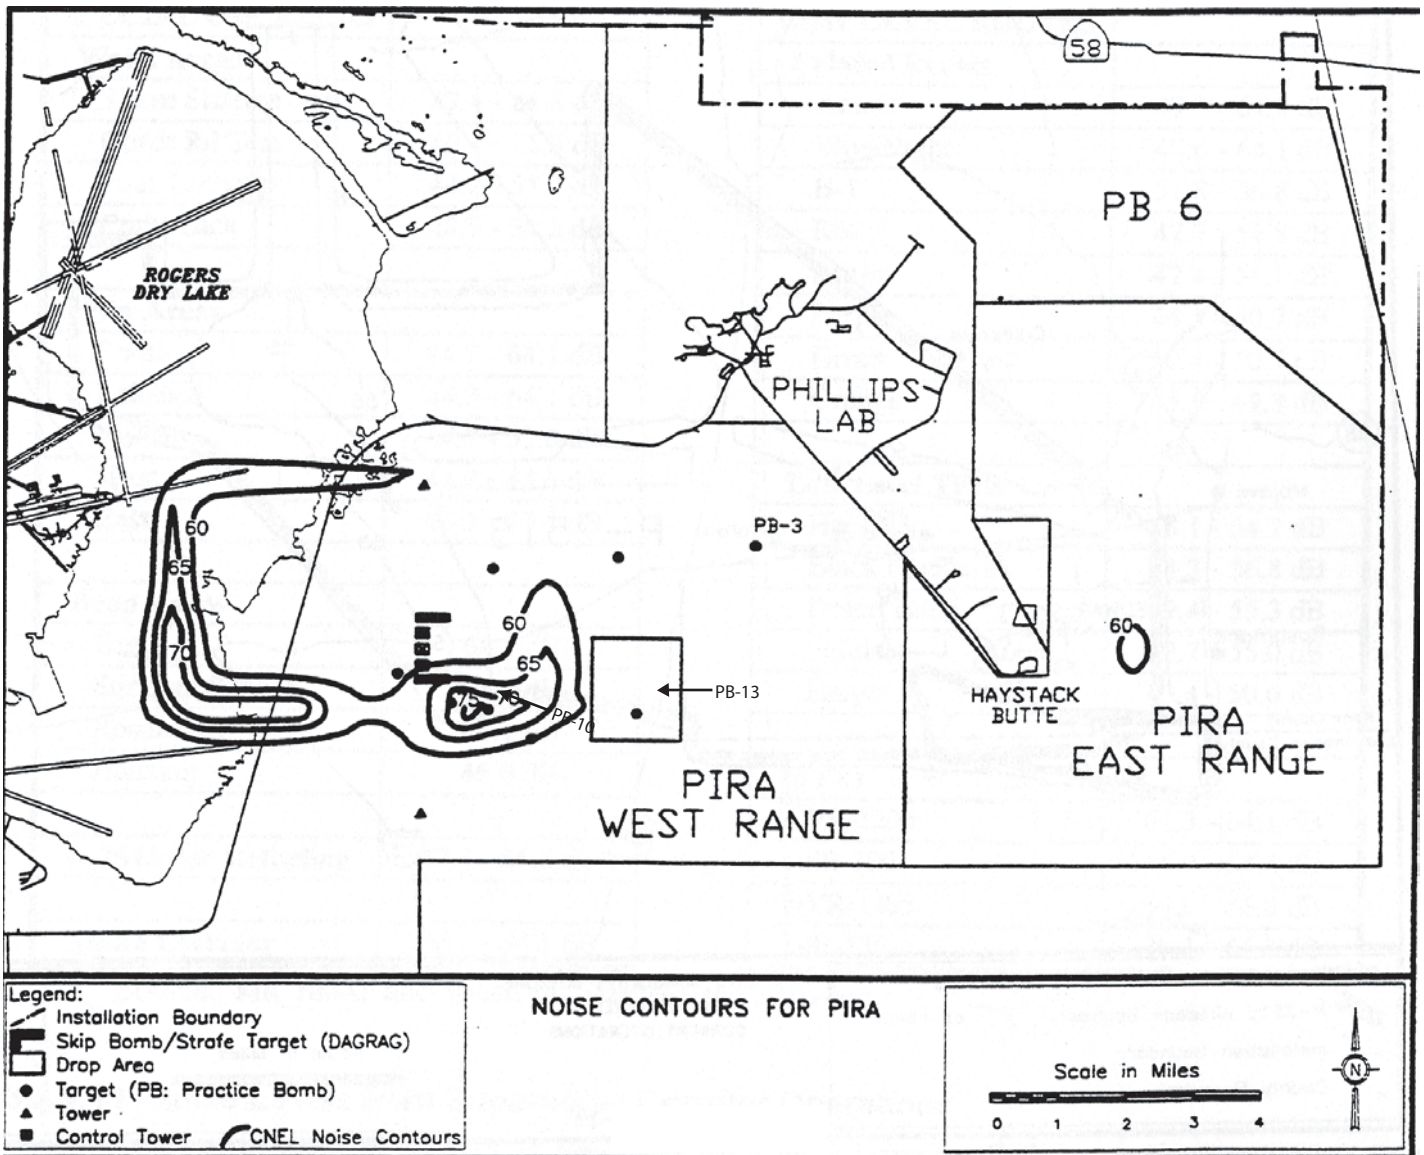 58
PB 6
ROGERS
DRY LAKE
PHILLIPS
LAB
60
65
70
PB-3
60
65
75
70
PB-10
PB-13
60
HAYSTACK
BUTTE
PIRA
EAST RANGE
PIRA
WEST RANGE
Legend:
Installation Boundary
Skip Bomb/Strafe Target (DAGRAG)
Drop Area
Target (PB: Practice Bomb)
Tower
Control Tower
CNEL Noise Contours
NOISE CONTOURS FOR PIRA
Scale in Miles
0 1 2 3 4
N